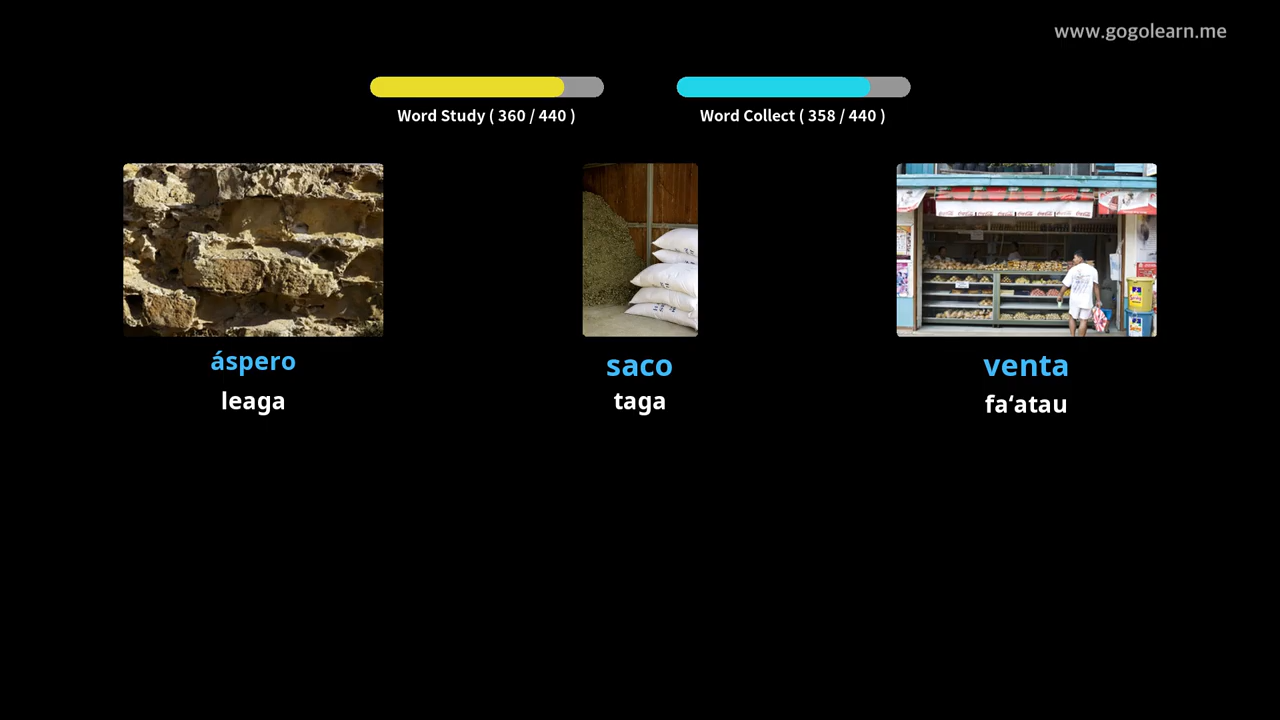 www.gogolearn.me
Word Study ( 360 / 440 )
Word Collect ( 358 / 440 )
áspero
saco
venta
leaga
taga
fa‘atau